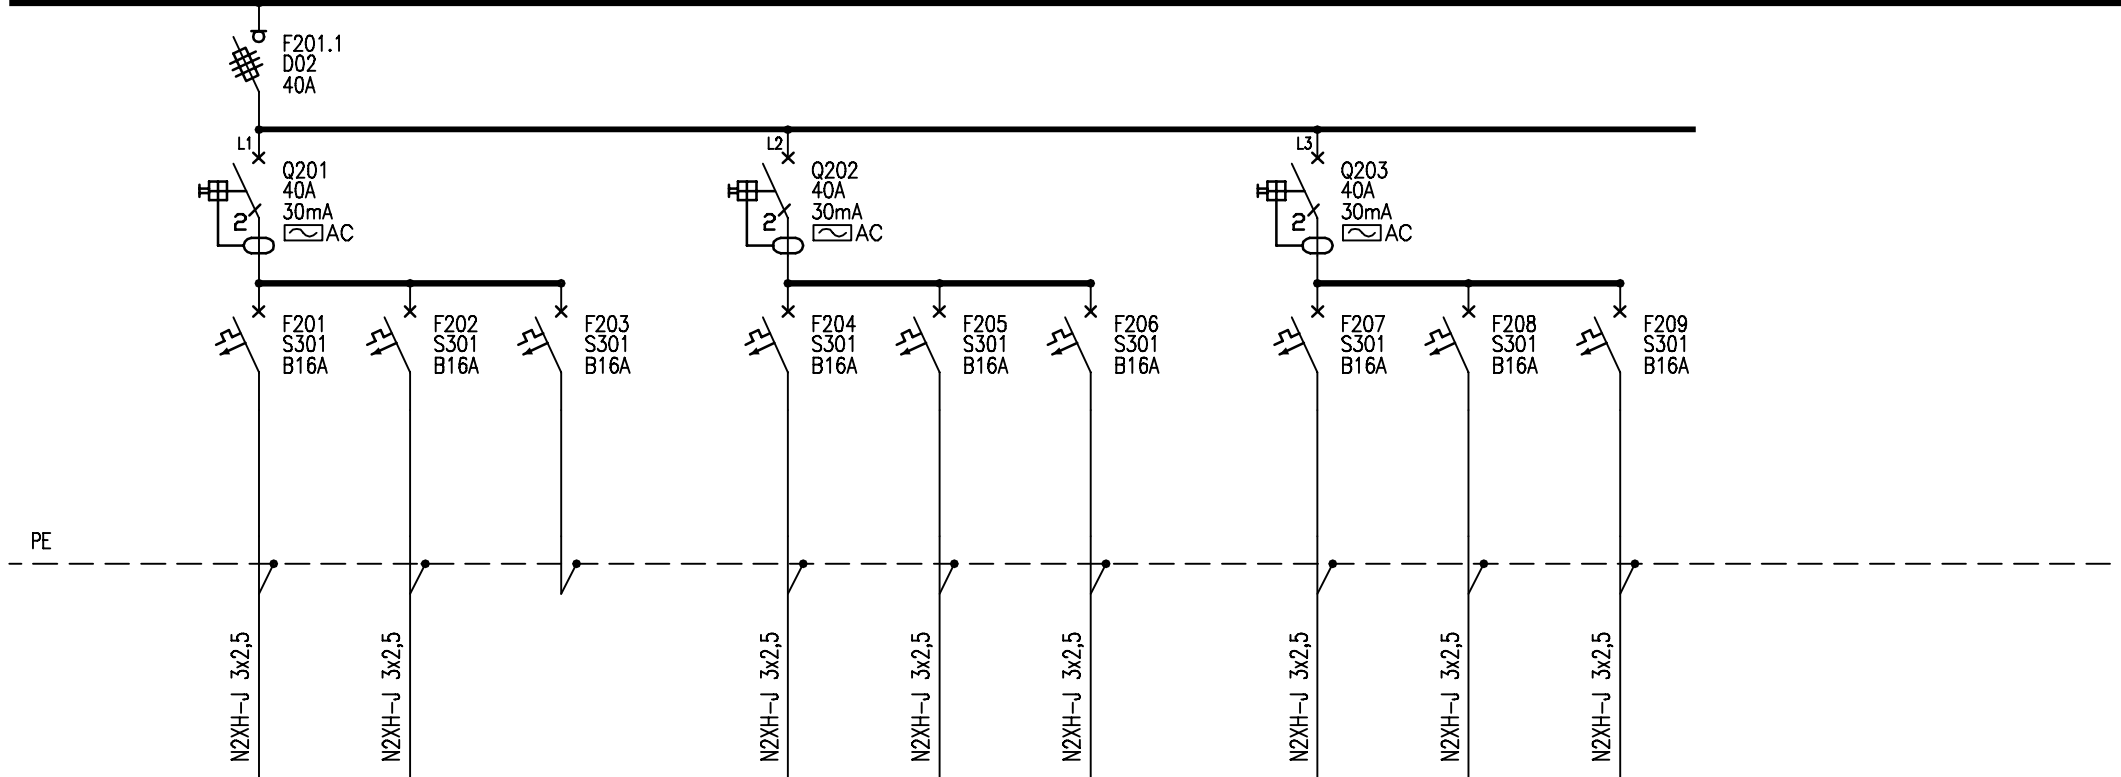 F201.1
D02
40A
L1
Q201
40A
30mA
AC
2
L2
Q202
40A
30mA
AC
2
L3
Q203
40A
30mA
AC
2
F201
S301
B16A
F202
S301
B16A
F203
S301
B16A
F204
S301
B16A
F205
S301
B16A
F206
S301
B16A
F207
S301
B16A
F208
S301
B16A
F209
S301
B16A
PE
N2XH-J 3x2,5
N2XH-J 3x2,5
N2XH-J 3x2,5
N2XH-J 3x2,5
N2XH-J 3x2,5
N2XH-J 3x2,5
N2XH-J 3x2,5
N2XH-J 3x2,5